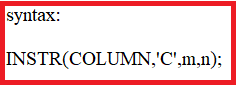 syntax:
INSTR(COLUMN,'C',m,n);